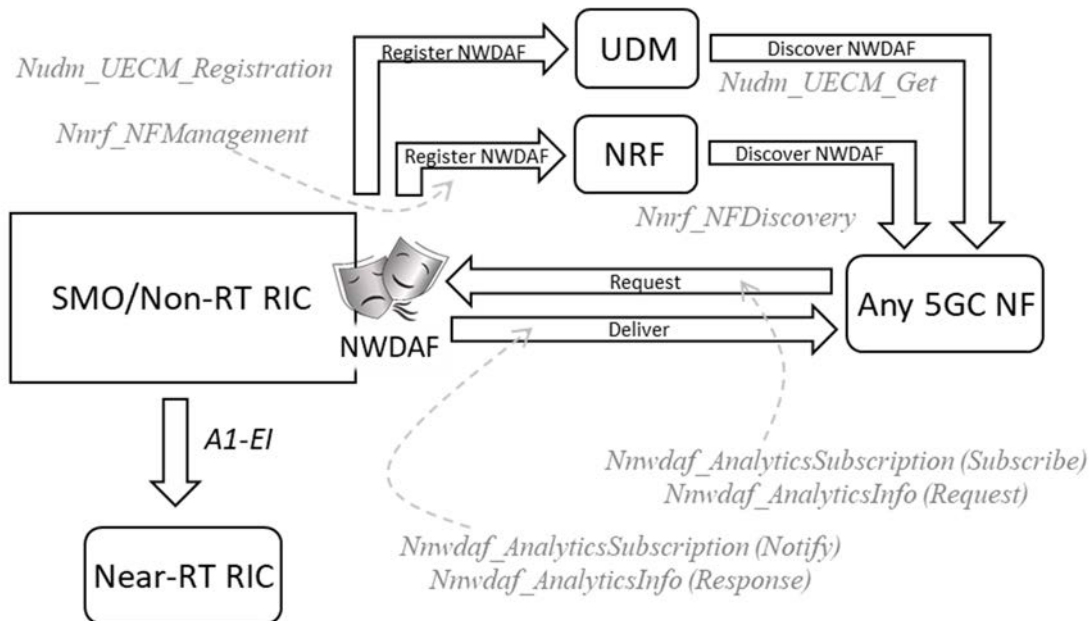 Register NWDAF
UDM
Discover NWDAF
Nudm_UECM_Registration
Nudm_UECM_Get
Nnrf_NFManagement
Register NWDAF
NRF
Discover NWDAF
Nnrf_NFDiscovery
SMO/Non-RT RIC
NWDAF
Request
Deliver
Any 5GC NF
A1-EI
Nnwdaf_AnalyticsSubscription (Subscribe)
Nnwdaf_AnalyticsInfo (Request)
Nnwdaf_AnalyticsSubscription (Notify)
Nnwdaf_AnalyticsInfo (Response)
Near-RT RIC